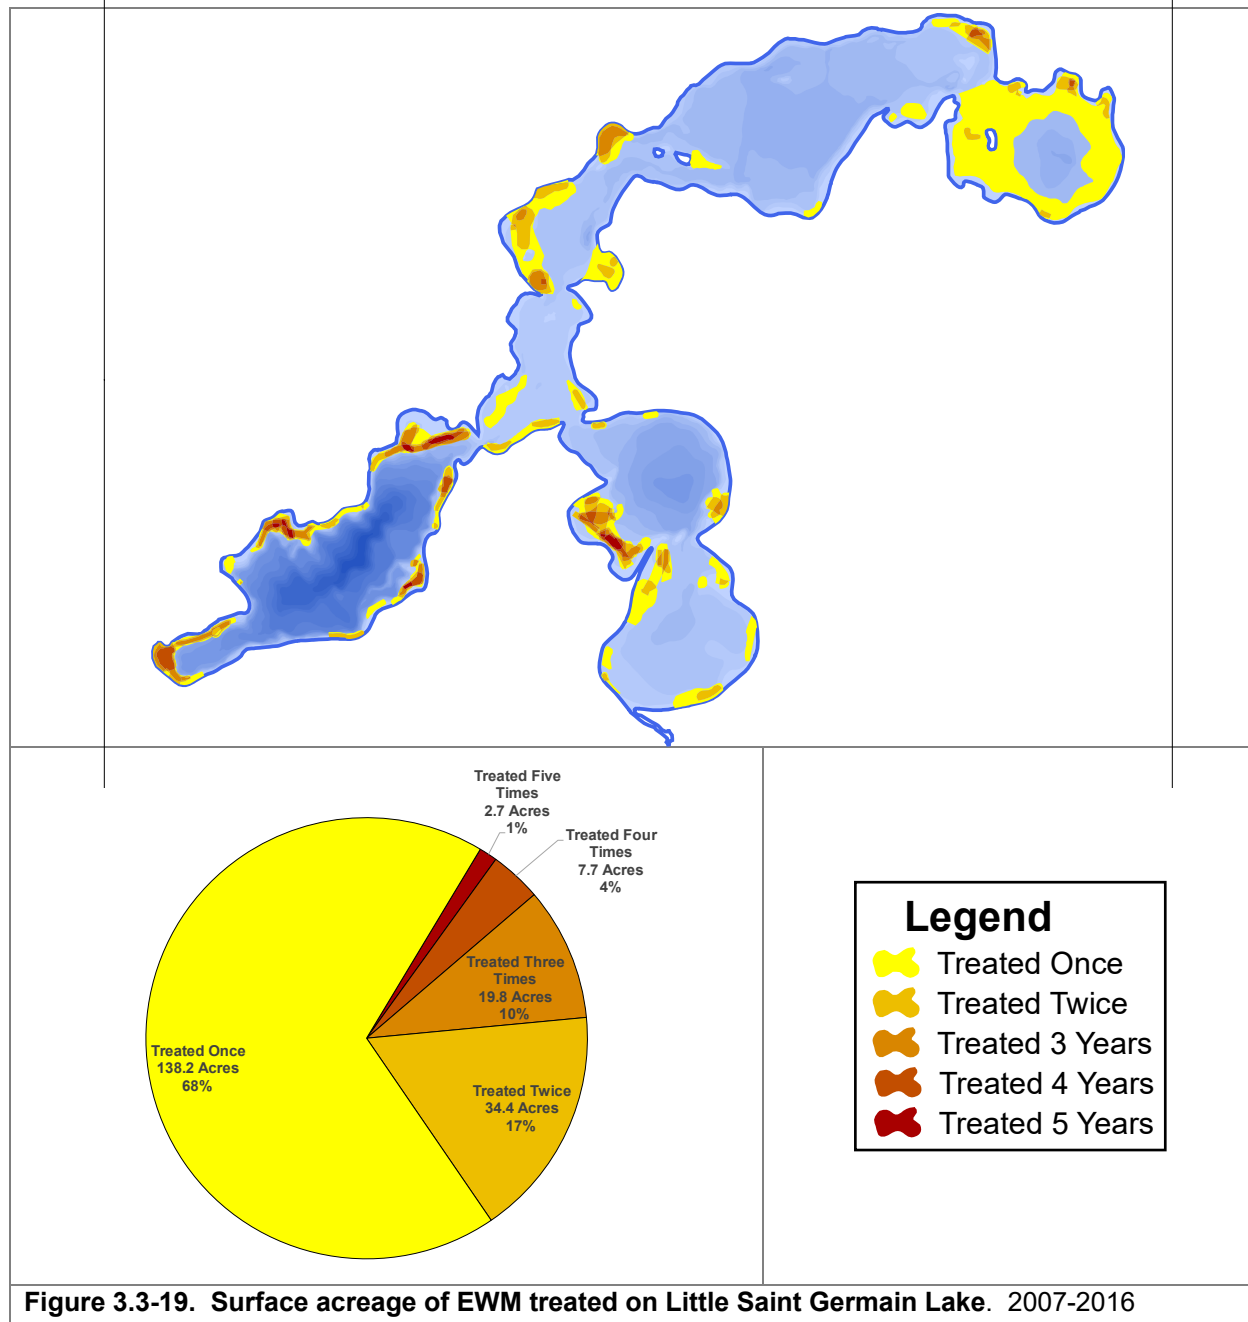 Treated Five
Times
2.7 Acres
1%
Treated Four
Times
7.7 Acres
4%
Treated Three
Times
19.8 Acres
10%
Treated Once
138.2 Acres
68%
Treated Twice
34.4 Acres
17%
Legend
Treated Once
Treated Twice
Treated 3 Years
Treated 4 Years
Treated 5 Years
Figure 3.3-19. Surface acreage of EWM treated on Little Saint Germain Lake. 2007-2016